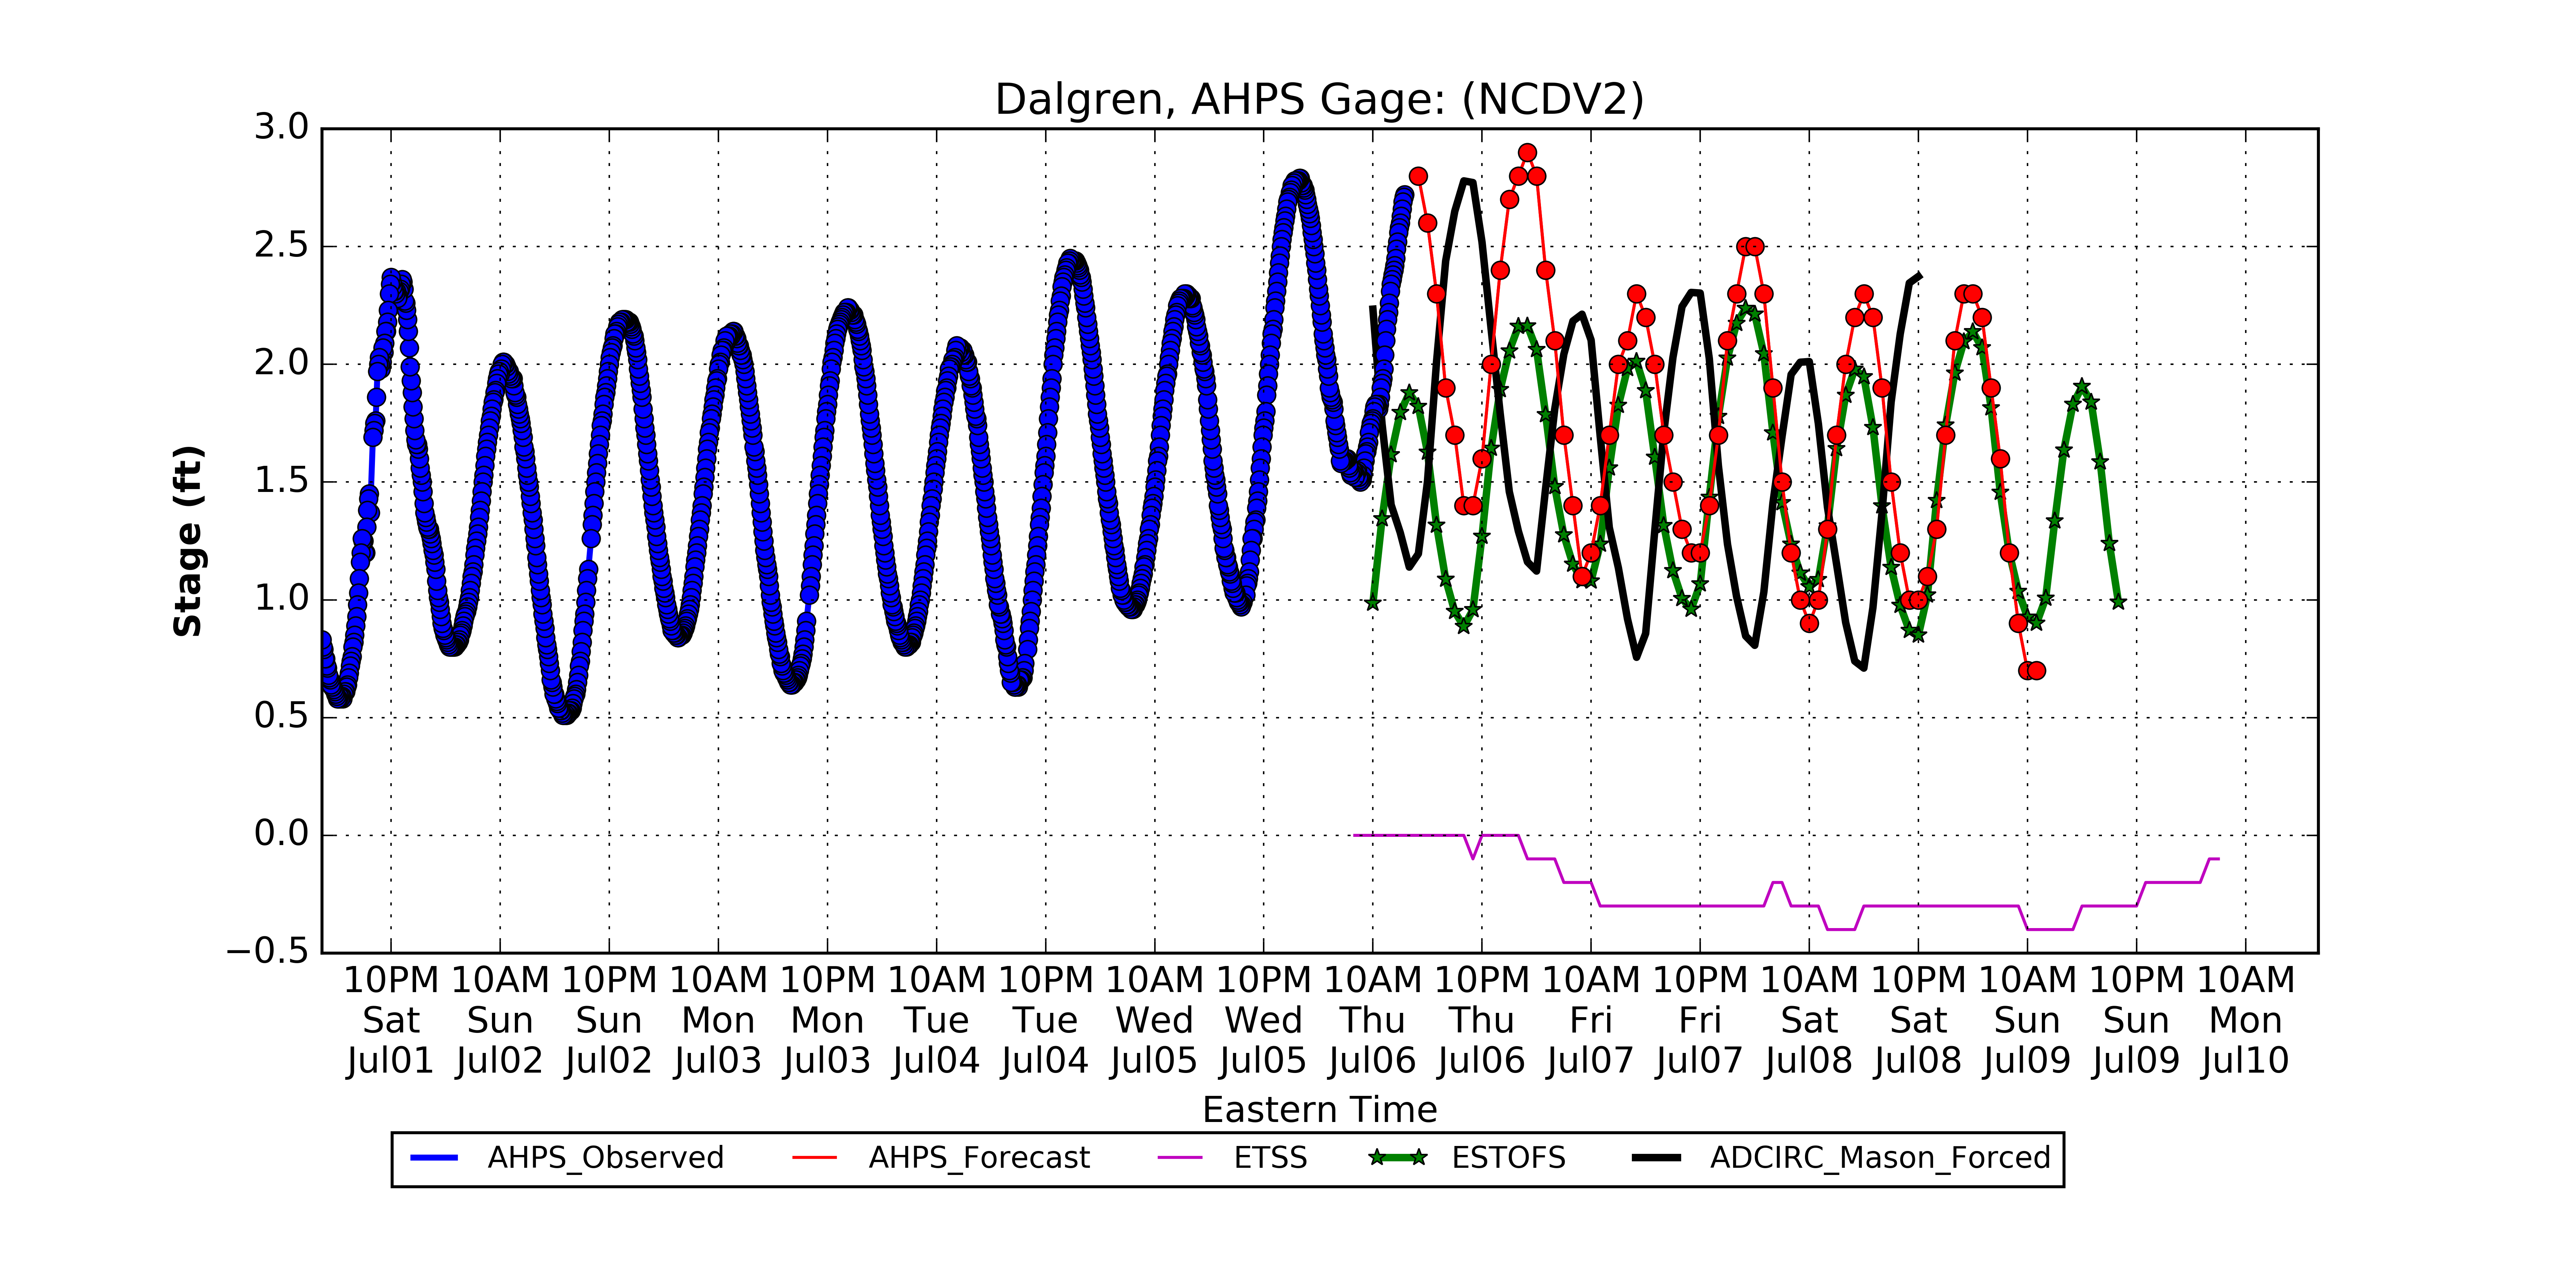 Dalgren, AHPS Gage: (NCDV2)
3.0
2.5
2.0
1.5
1.0
0.5
0.0
−0.5
Stage (ft)
10PM 10AM 10PM 10AM 10PM 10AM 10PM 10AM 10PM 10AM 10PM 10AM 10PM 10AM 10PM 10AM 10PM 10AM
Sat Sun Sun Mon Mon Tue Tue Wed Wed Thu Thu Fri Fri Sat Sat Sun Sun Mon
Jul01 Jul02 Jul02 Jul03 Jul03 Jul04 Jul04 Jul05 Jul05 Jul06 Jul06 Jul07 Jul07 Jul08 Jul08 Jul09 Jul09 Jul10
Eastern Time
AHPS_Observed AHPS_Forecast ETSS ESTOFS ADCIRC_Mason_Forced